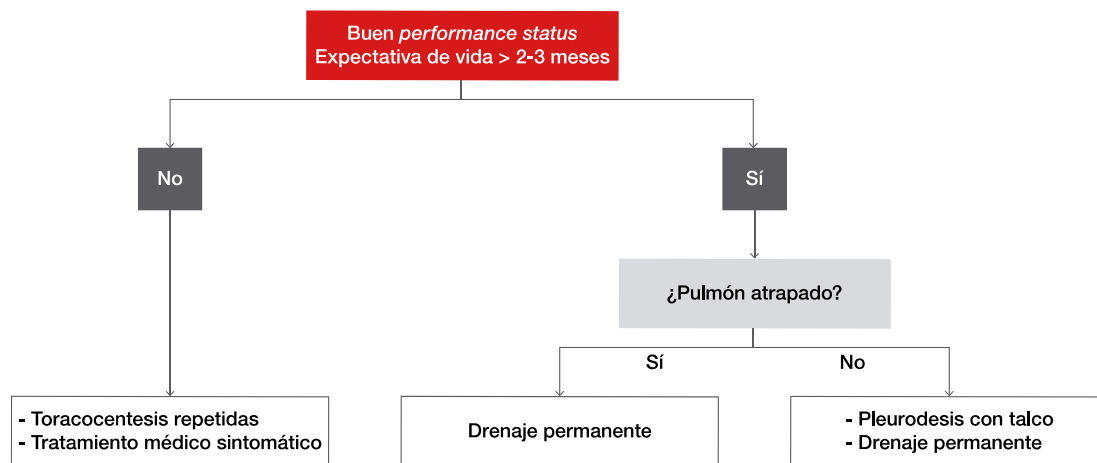 Buen performance status
Expectativa de vida > 2-3 meses
No
Sí
¿Pulmón atrapado?
Sí
No
- Toracocentesis repetidas
- Tratamiento médico sintomático
Drenaje permanente
- Pleurodesis con talco
- Drenaje permanente